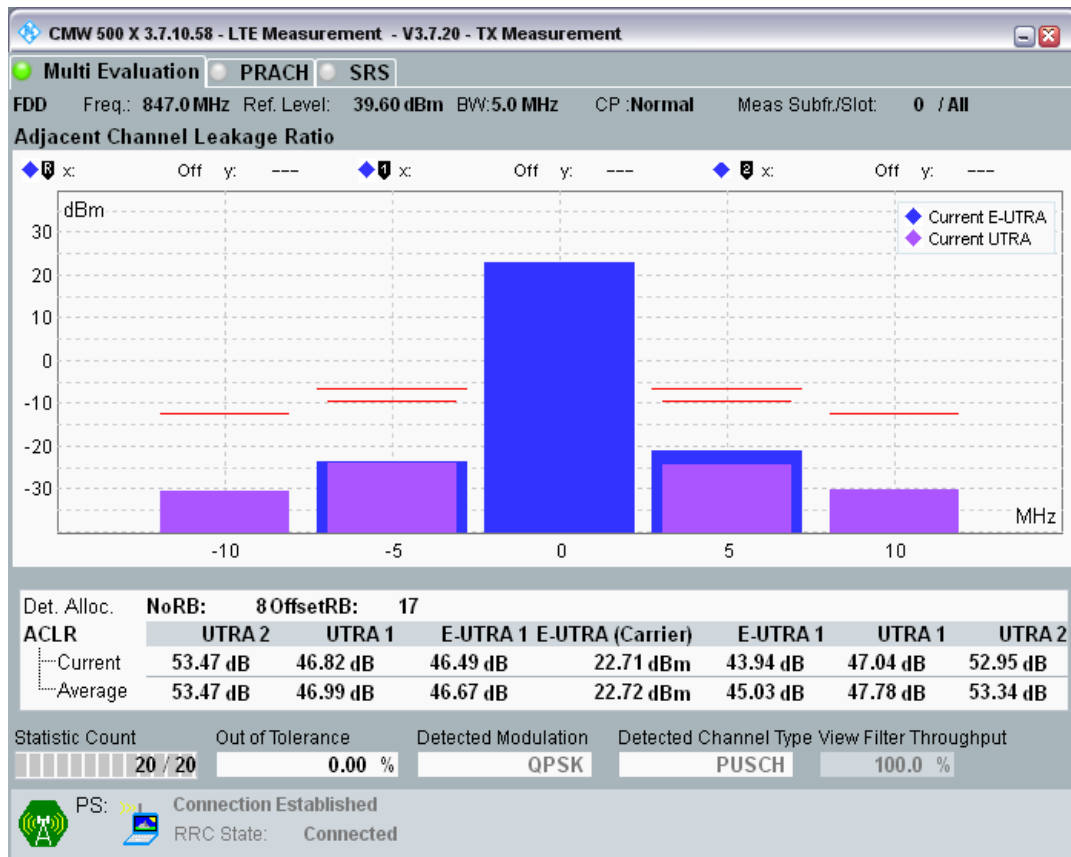 CMW 500 X 3.7.10.58 - LTE Measurement - V3.7.20 - TX Measurement
Multi Evaluation PRACH SRS
FDD Freq.: 847.0 MHz Ref. Level: 39.60 dBm BW: 5.0 MHz CP :Normal Meas Subfr./Slot: 0 / All
Adjacent Channel Leakage Ratio
R x: Off y: --- 1 x: Off y: --- 2 x: Off y: ---
dBm
Current E-UTRA
Current UTRA
30
20
10
0
-10
-20
-30
MHz
-10 -5 0 5 10
Det. Alloc. NoRB: 8 OffsetRB: 17
ACLR UTRA 2 UTRA 1 E-UTRA 1 E-UTRA (Carrier) E-UTRA 1 UTRA 1 UTRA 2
Current 53.47 dB 46.82 dB 46.49 dB 22.71 dBm 43.94 dB 47.04 dB 52.95 dB
Average 53.47 dB 46.99 dB 46.67 dB 22.72 dBm 45.03 dB 47.78 dB 53.34 dB
Statistic Count Out of Tolerance Detected Modulation Detected Channel Type View Filter Throughput
20 / 20 0.00 % QPSK PUSCH 100.0 %
PS: Connection Established
RRC State: Connected